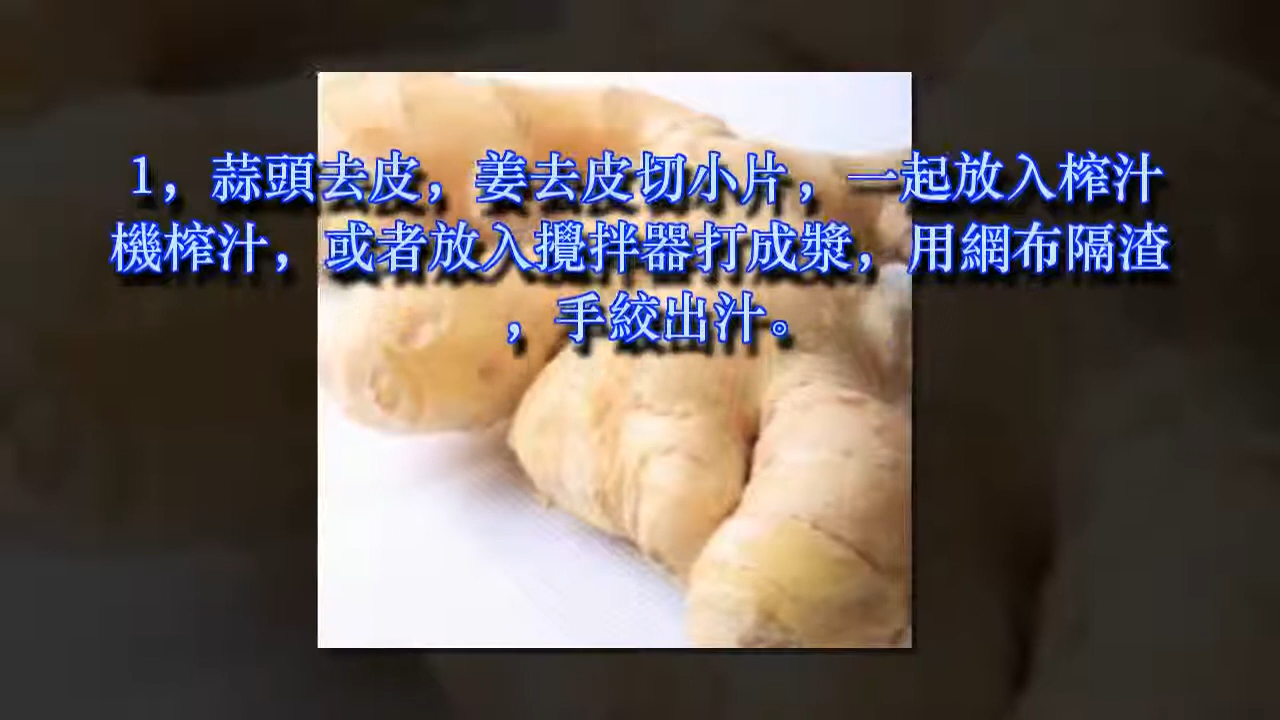 1，蒜頭去皮，姜去皮切小片，一起放入榨汁
機榨汁，或者放入攪拌器打成漿，用網布隔渣
，手絞出汁。